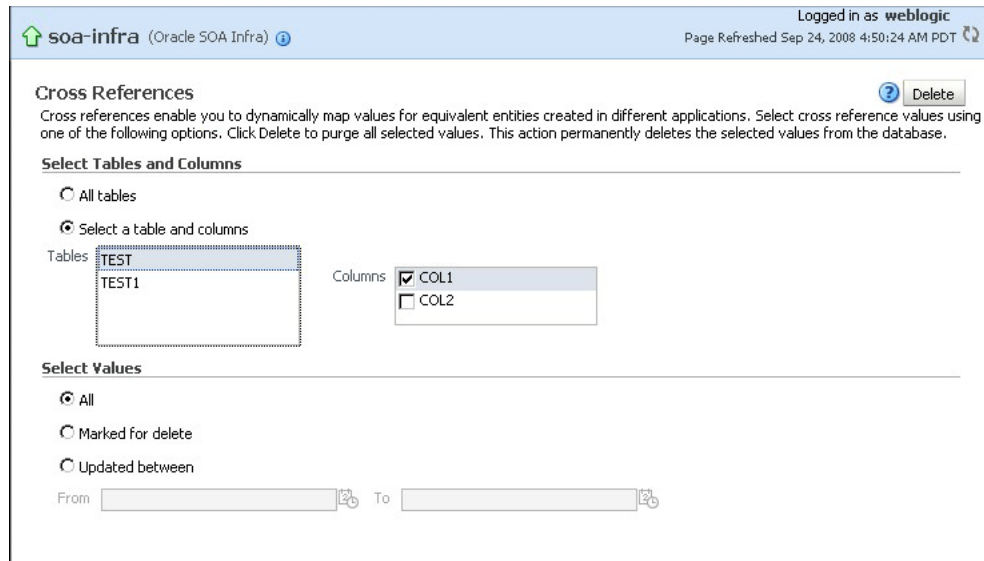 Logged in as weblogic
soa-infra (Oracle SOA Infra)
Page Refreshed Sep 24, 2008 4:50:24 AM PDT
Cross References
Delete
Cross references enable you to dynamically map values for equivalent entities created in different applications. Select cross reference values using
one of the following options. Click Delete to purge all selected values. This action permanently deletes the selected values from the database.
Select Tables and Columns
All tables
Select a table and columns
Tables
TEST
TEST1
Columns
COL1
COL2
Select Values
All
Marked for delete
Updated between
From
To